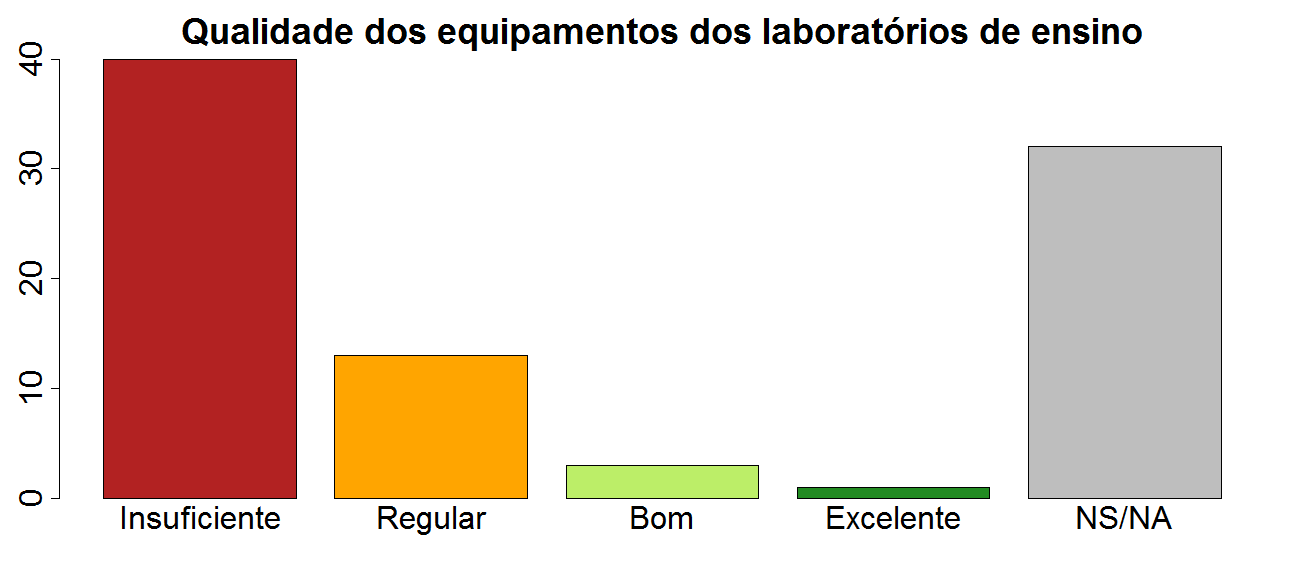 Qualidade dos equipamentos dos laboratórios de ensino
40
30
20
10
0
Insuficiente Regular Bom Excelente NS/NA